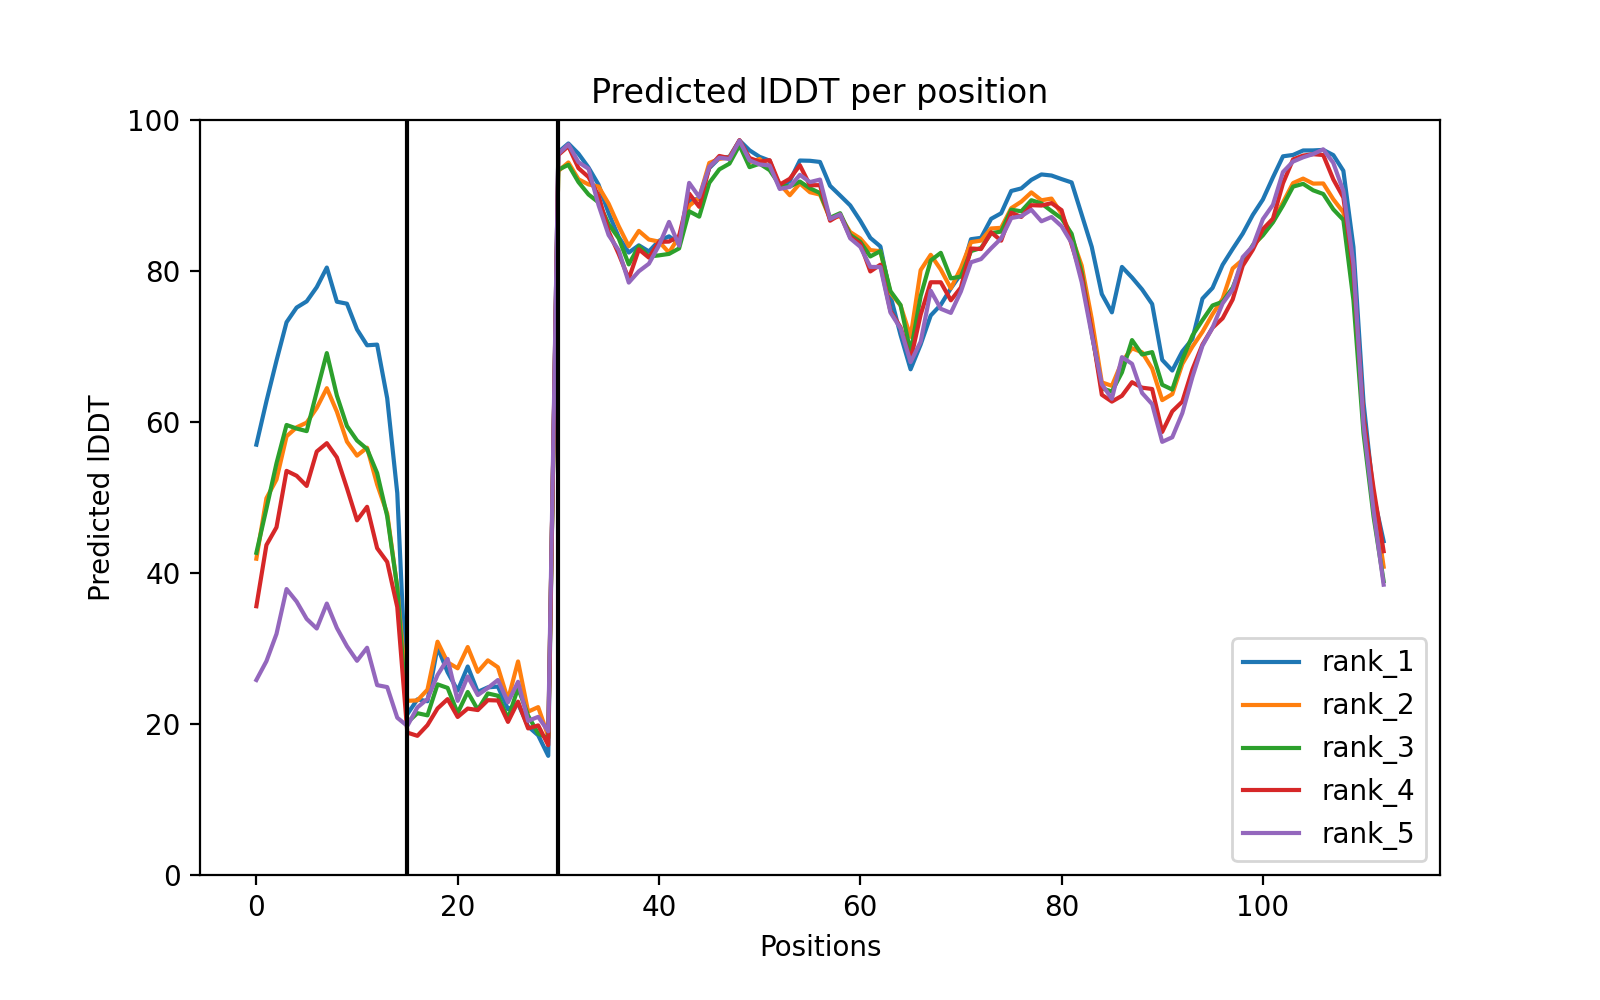 Predicted lDDT per position
Predicted lDDT
100
80
60
40
20
0
0 20 40 60 80 100
Positions
rank_1
rank_2
rank_3
rank_4
rank_5